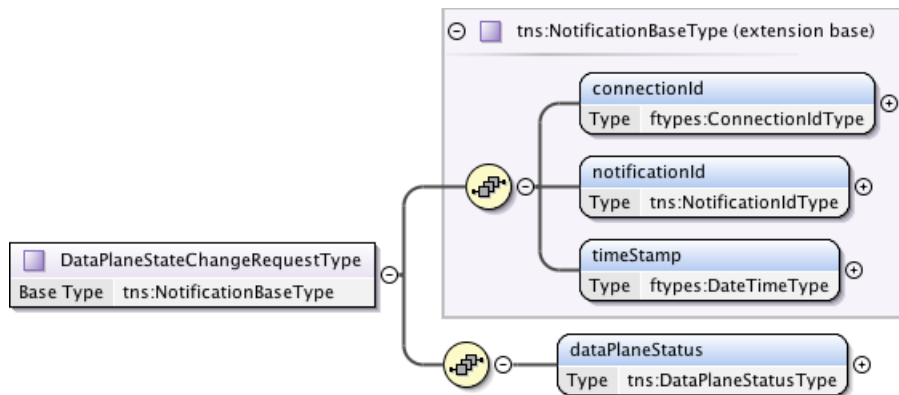 tns:NotificationBaseType (extension base)
connectionId
Type ftypes:ConnectionIdType
notificationId
Type tns:NotificationIdType
timeStamp
Type ftypes:DateTimeType
DataPlaneStateChangeRequestType
Base Type tns:NotificationBaseType
dataPlaneStatus
Type tns:DataPlaneStatusType